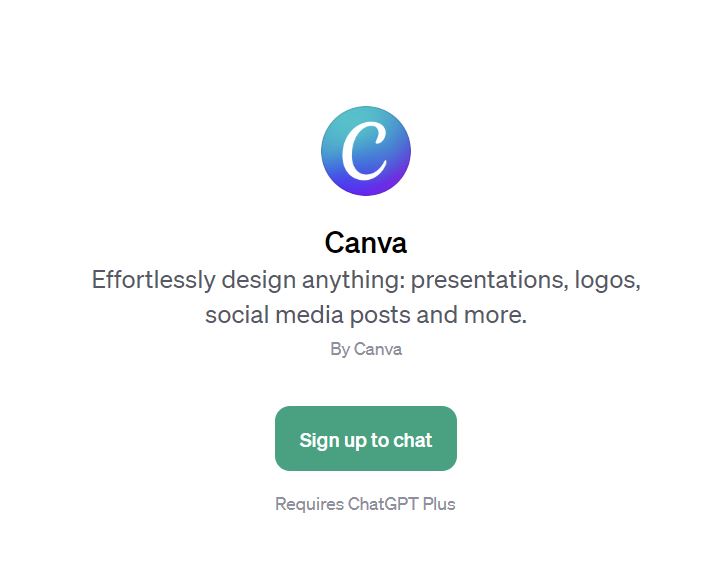 C
Canva
Effortlessly design anything: presentations, logos,
social media posts and more.
By Canva
Sign up to chat
Requires ChatGPT Plus